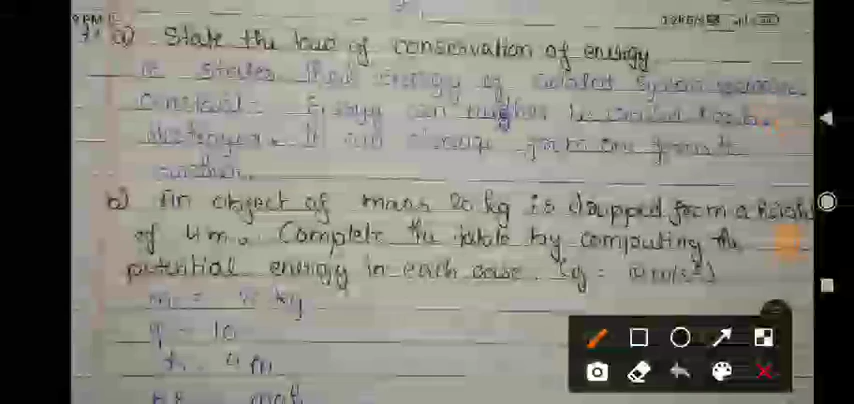 a) State the law of conservation of energy.
It states that energy of isolated system remains
constant. Energy can neither be created nor be
destroyed. It can change form one form to
another.
b) An object of mass 20 kg is dropped from a height
of 4m. Complete the table by computing the
potential energy in each case. (g = 10 m/s²)
m = 20 kg
g = 10
h = 4 m